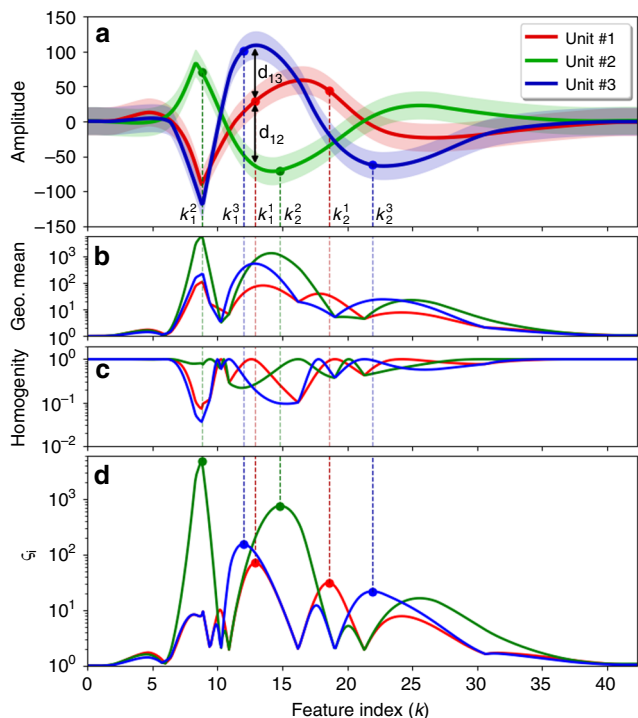 a
150
100
50
0
−50
−100
−150
Amplitude
Unit #1
Unit #2
Unit #3
d13
d12
k₁² k₁³ k₁¹ k₂² k₂¹ k₂³
b
10³
10²
10¹
10⁰
Geo. mean
c
10⁰
10⁻¹
10⁻²
Homogenity
d
10³
10²
10¹
10⁰
ςᵢ
0 5 10 15 20 25 30 35 40
Feature index (k)